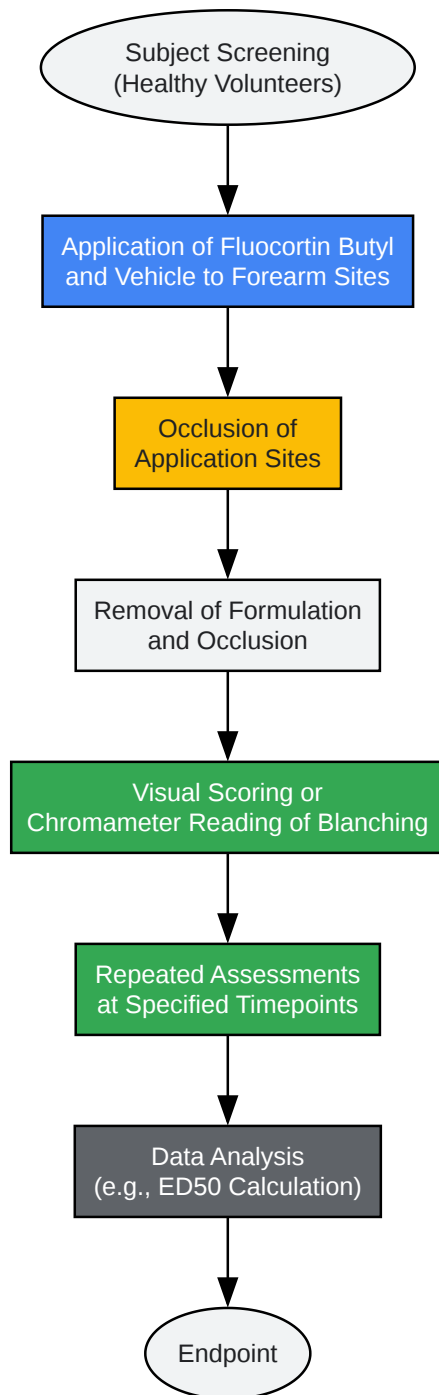 Subject Screening
(Healthy Volunteers)
Application of Fluocortin Butyl
and Vehicle to Forearm Sites
Occlusion of
Application Sites
Removal of Formulation
and Occlusion
Visual Scoring or
Chromameter Reading of Blanching
Repeated Assessments
at Specified Timepoints
Data Analysis
(e.g., ED50 Calculation)
Endpoint